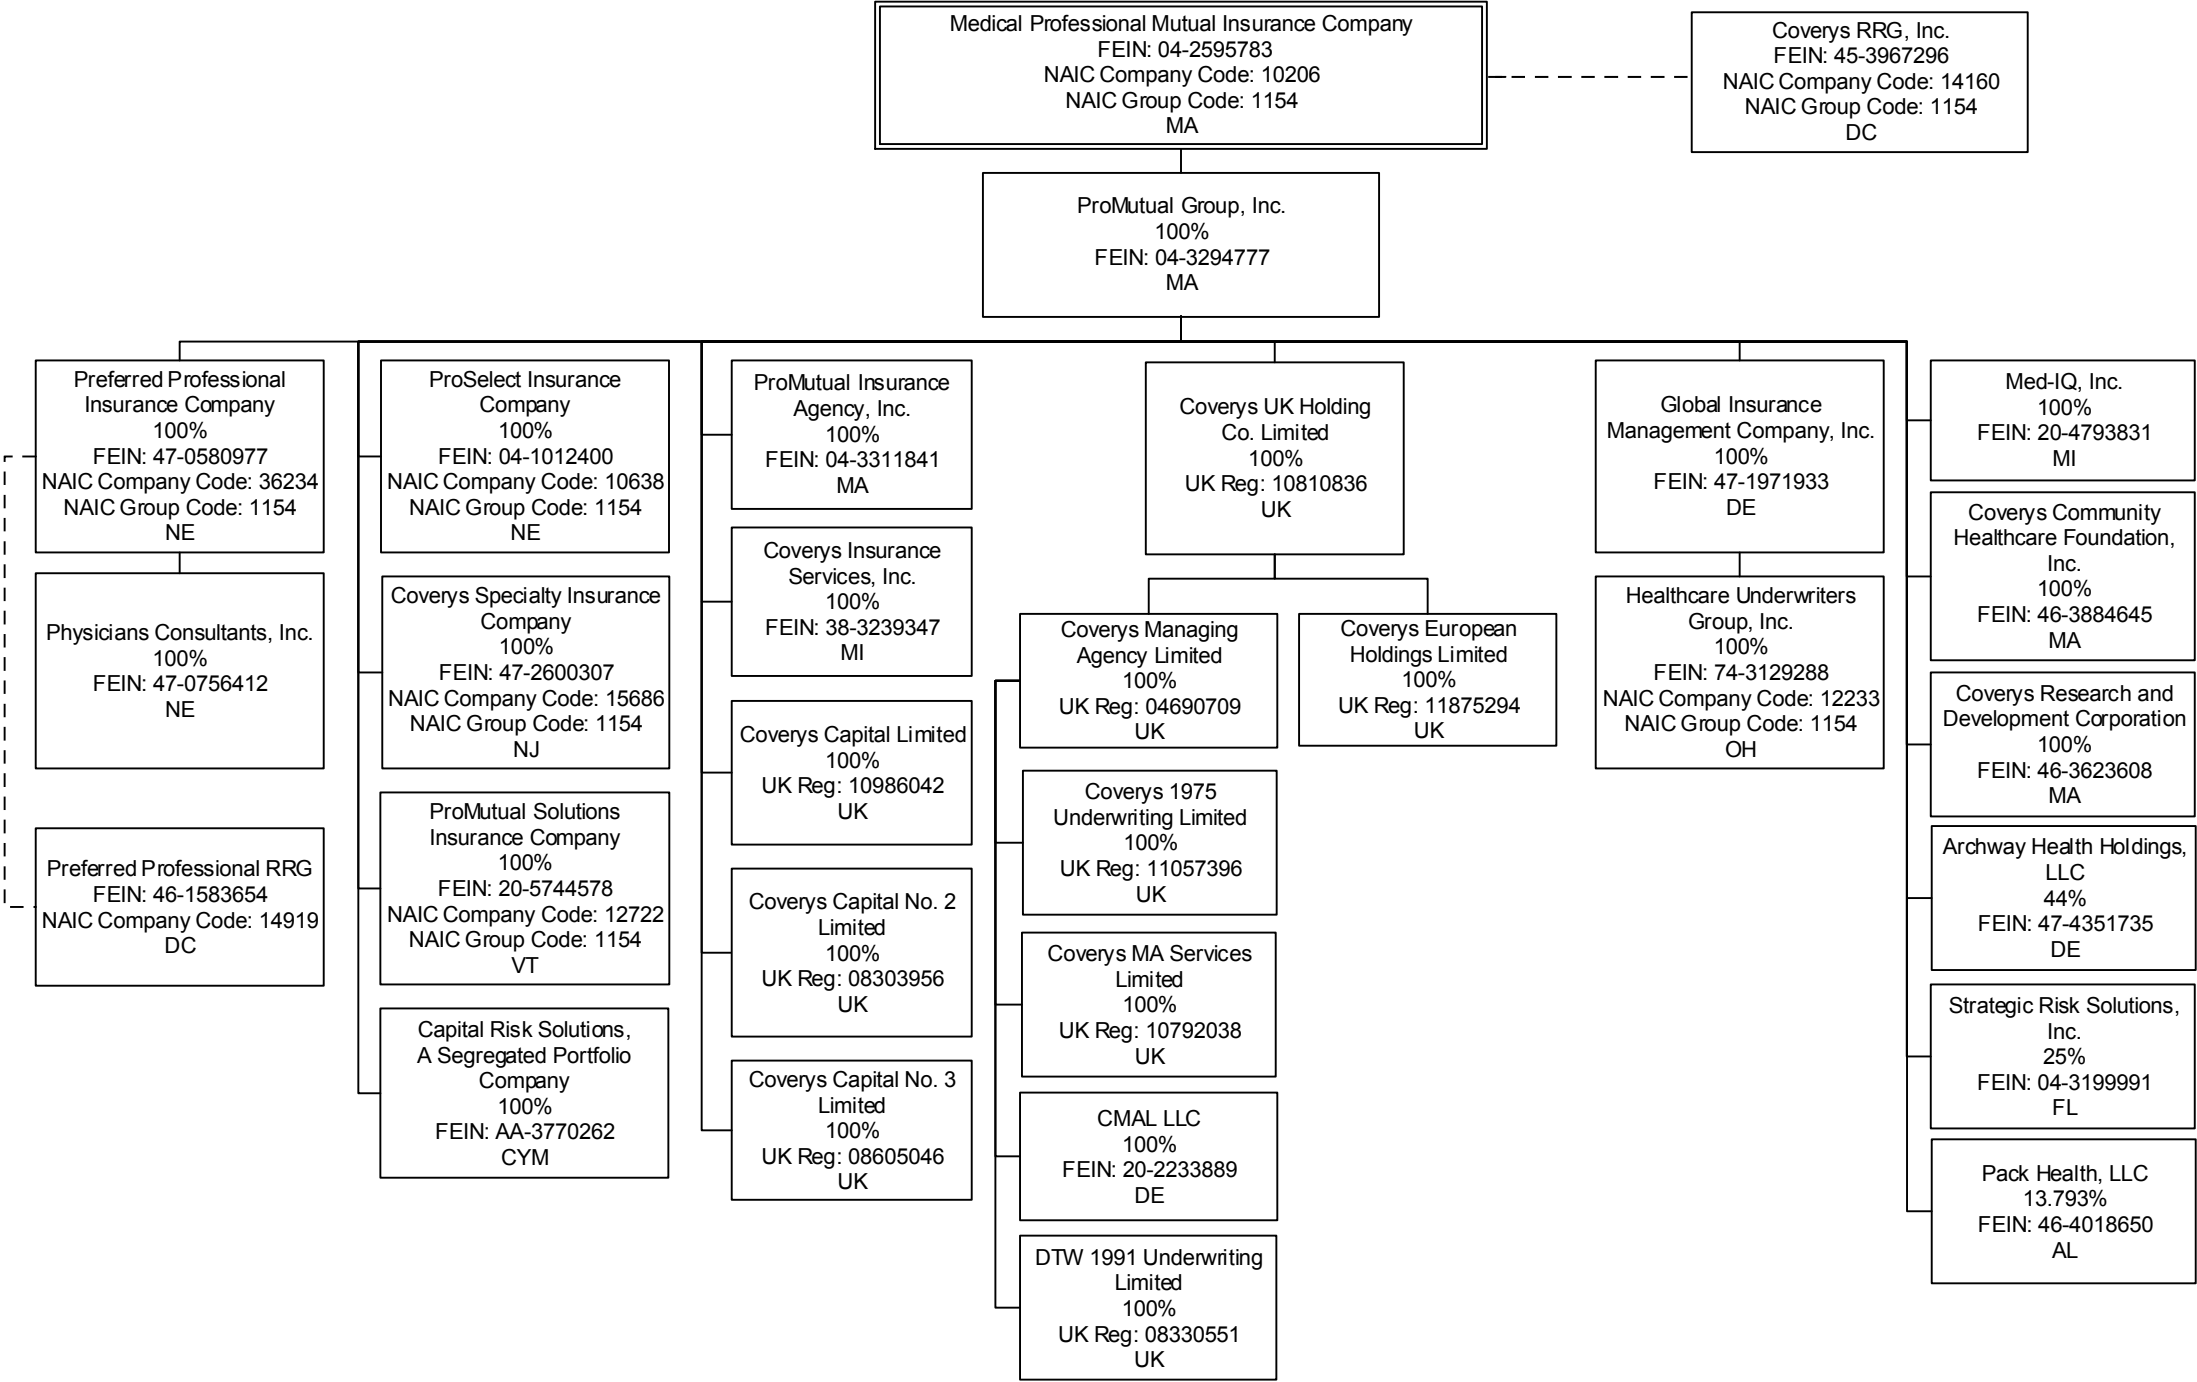 Medical Professional Mutual Insurance Company
FEIN: 04-2595783
NAIC Company Code: 10206
NAIC Group Code: 1154
MA
Coverys RRG, Inc.
FEIN: 45-3967296
NAIC Company Code: 14160
NAIC Group Code: 1154
DC
ProMutual Group, Inc.
100%
FEIN: 04-3294777
MA
Preferred Professional
Insurance Company
100%
FEIN: 47-0580977
NAIC Company Code: 36234
NAIC Group Code: 1154
NE
Physicians Consultants, Inc.
100%
FEIN: 47-0756412
NE
Preferred Professional RRG
FEIN: 46-1583654
NAIC Company Code: 14919
DC
ProSelect Insurance
Company
100%
FEIN: 04-1012400
NAIC Company Code: 10638
NAIC Group Code: 1154
NE
Coverys Specialty Insurance
Company
100%
FEIN: 47-2600307
NAIC Company Code: 15686
NAIC Group Code: 1154
NJ
ProMutual Solutions
Insurance Company
100%
FEIN: 20-5744578
NAIC Company Code: 12722
NAIC Group Code: 1154
VT
Capital Risk Solutions,
A Segregated Portfolio
Company
100%
FEIN: AA-3770262
CYM
ProMutual Insurance
Agency, Inc.
100%
FEIN: 04-3311841
MA
Coverys Insurance
Services, Inc.
100%
FEIN: 38-3239347
MI
Coverys Capital Limited
100%
UK Reg: 10986042
UK
Coverys Capital No. 2
Limited
100%
UK Reg: 08303956
UK
Coverys Capital No. 3
Limited
100%
UK Reg: 08605046
UK
Coverys UK Holding
Co. Limited
100%
UK Reg: 10810836
UK
Coverys Managing
Agency Limited
100%
UK Reg: 04690709
UK
Coverys European
Holdings Limited
100%
UK Reg: 11875294
UK
Coverys 1975
Underwriting Limited
100%
UK Reg: 11057396
UK
Coverys MA Services
Limited
100%
UK Reg: 10792038
UK
CMAL LLC
100%
FEIN: 20-2233889
DE
DTW 1991 Underwriting
Limited
100%
UK Reg: 08330551
UK
Global Insurance
Management Company, Inc.
100%
FEIN: 47-1971933
DE
Healthcare Underwriters
Group, Inc.
100%
FEIN: 74-3129288
NAIC Company Code: 12233
NAIC Group Code: 1154
OH
Med-IQ, Inc.
100%
FEIN: 20-4793831
MI
Coverys Community
Healthcare Foundation,
Inc.
100%
FEIN: 46-3884645
MA
Coverys Research and
Development Corporation
100%
FEIN: 46-3623608
MA
Archway Health Holdings,
LLC
44%
FEIN: 47-4351735
DE
Strategic Risk Solutions,
Inc.
25%
FEIN: 04-3199991
FL
Pack Health, LLC
13.793%
FEIN: 46-4018650
AL